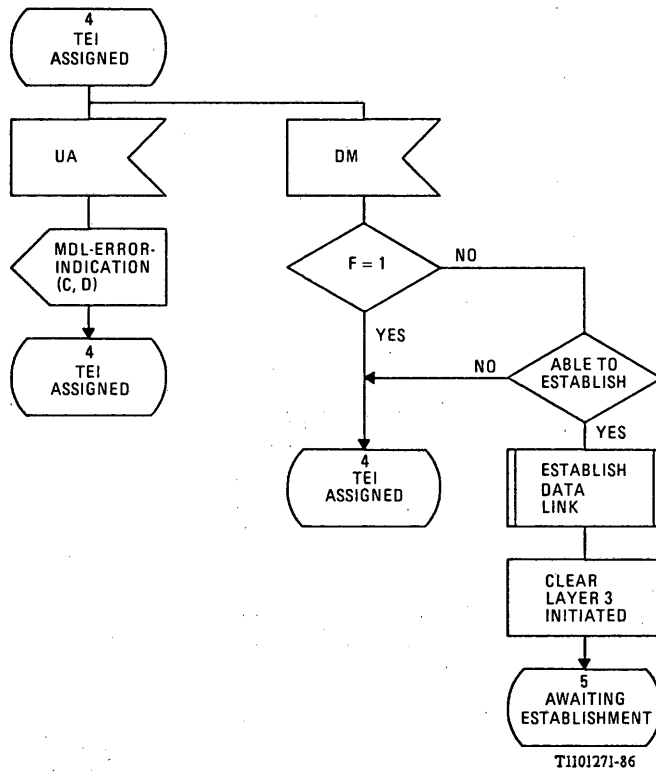 4
TEI
ASSIGNED
UA
DM
MDL-ERROR-
INDICATION
(C, D)
F = 1
NO
YES
4
TEI
ASSIGNED
NO
ABLE TO
ESTABLISH
YES
4
TEI
ASSIGNED
ESTABLISH
DATA
LINK
CLEAR
LAYER 3
INITIATED
5
AWAITING
ESTABLISHMENT
T1101271-86